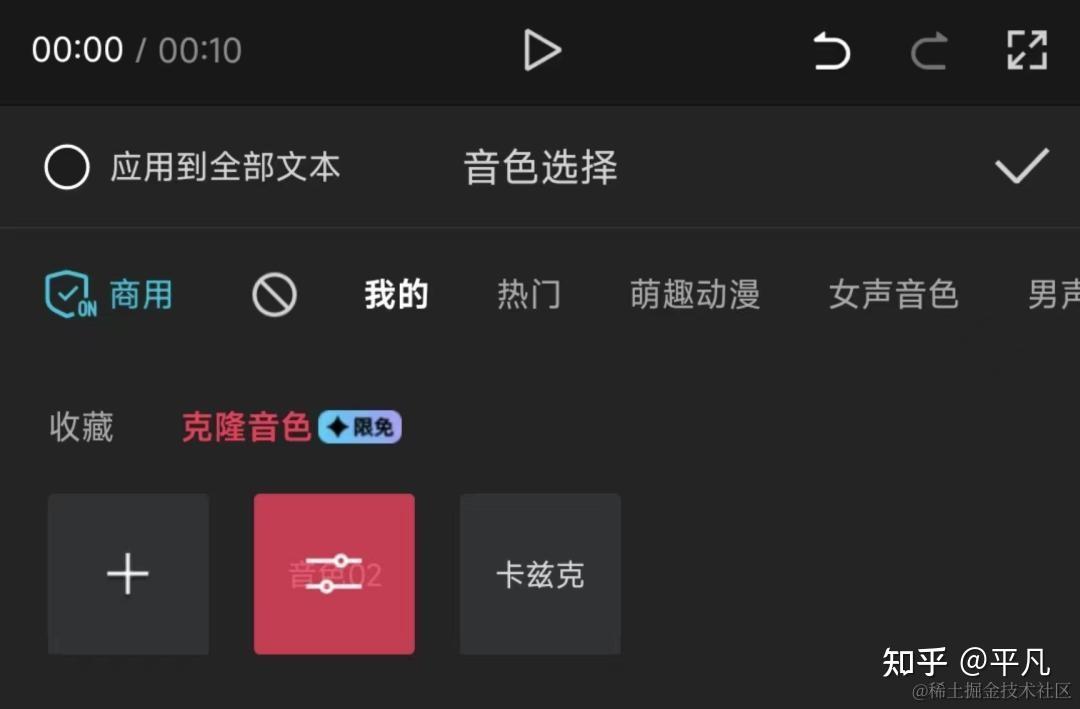 00:00 / 00:10
应用到全部文本 音色选择
ON 商用 我的 热门 萌趣动漫 女声音色 男声
收藏 克隆音色 限免
音色02 卡兹克
知乎 @平凡
@稀土掘金技术社区